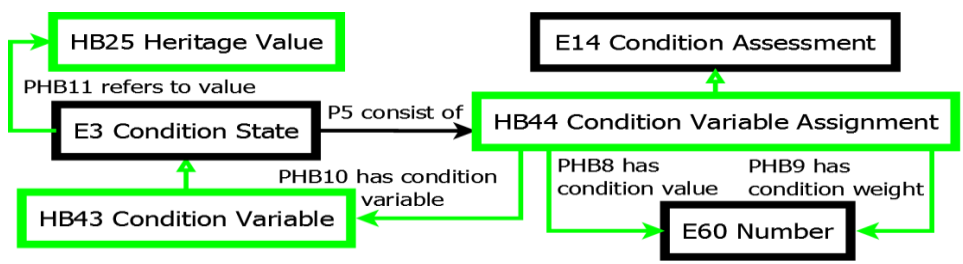 HB25 Heritage Value
E14 Condition Assessment
PHB11 refers to value
P5 consist of
E3 Condition State
HB44 Condition Variable Assignment
PHB10 has condition
variable
PHB8 has
condition value
PHB9 has
condition weight
HB43 Condition Variable
E60 Number